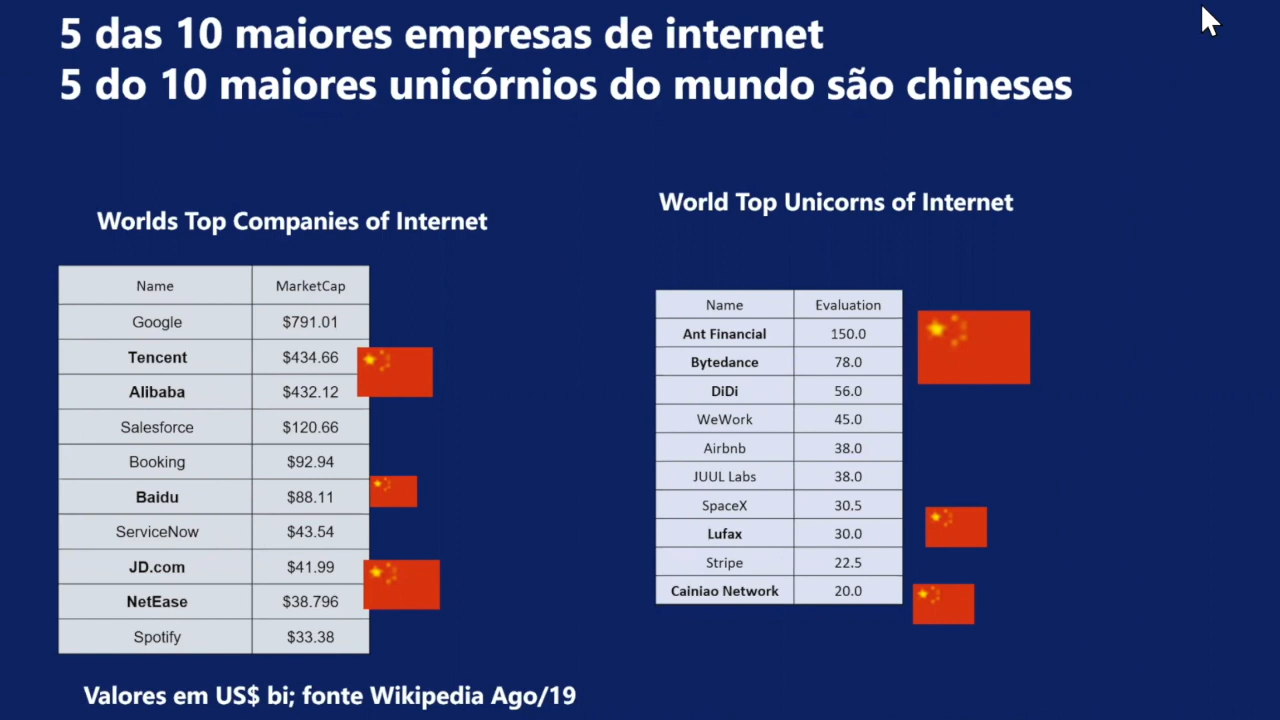 5 das 10 maiores empresas de internet
5 do 10 maiores unicórnios do mundo são chineses
Worlds Top Companies of Internet
Name MarketCap
Google $791.01
Tencent $434.66
Alibaba $432.12
Salesforce $120.66
Booking $92.94
Baidu $88.11
ServiceNow $43.54
JD.com $41.99
NetEase $38.796
Spotify $33.38
World Top Unicorns of Internet
Name Evaluation
Ant Financial 150.0
Bytedance 78.0
DiDi 56.0
WeWork 45.0
Airbnb 38.0
JUUL Labs 38.0
SpaceX 30.5
Lufax 30.0
Stripe 22.5
Cainiao Network 20.0
Valores em US$ bi; fonte Wikipedia Ago/19